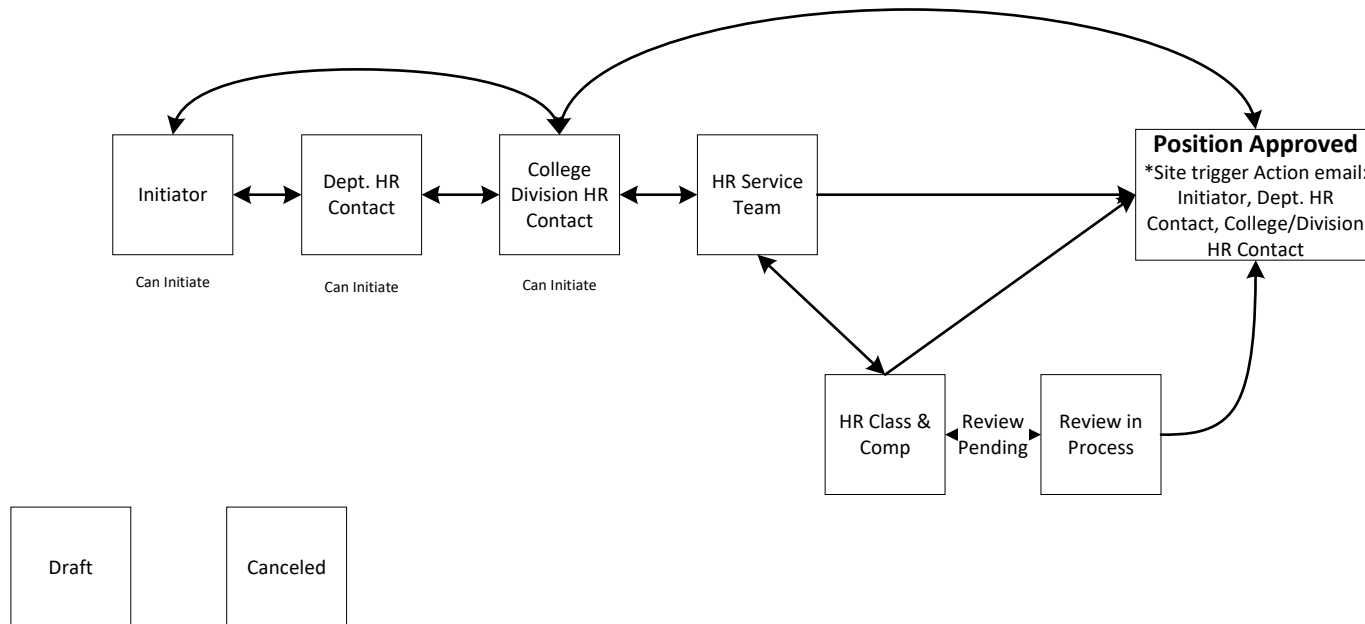 Initiator
Can Initiate
Dept. HR
Contact
Can Initiate
College
Division HR
Contact
Can Initiate
HR Service
Team
Position Approved
*Site trigger Action email:
Initiator, Dept. HR
Contact, College/Division
HR Contact
HR Class &
Comp
Review
Pending
Review in
Process
Draft
Canceled